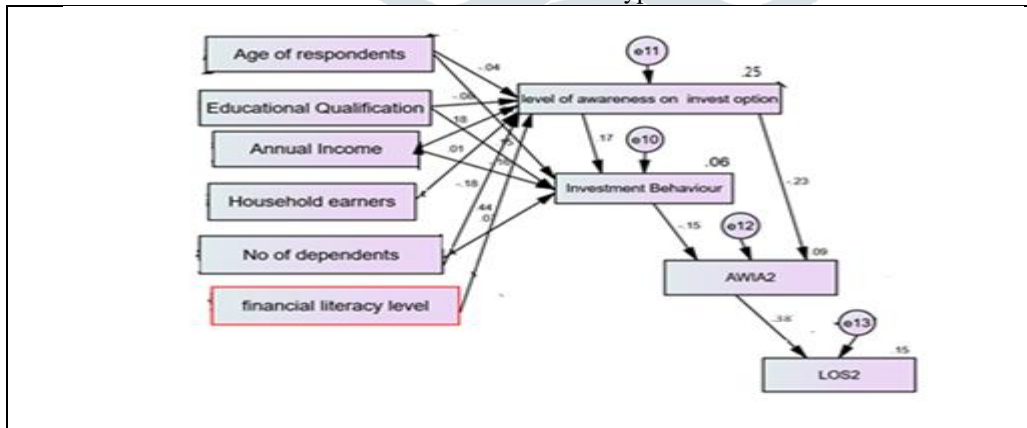 Age of respondents
e11
.25
-.04
level of awareness on invest option
Educational Qualification
.18
e10
.17
Annual Income
.01
.06
Investment Behaviour
-.18
-.23
Household earners
.44
-.15
e12
.09
No of dependents
AWIA2
financial literacy level
.38
e13
.15
LOS2